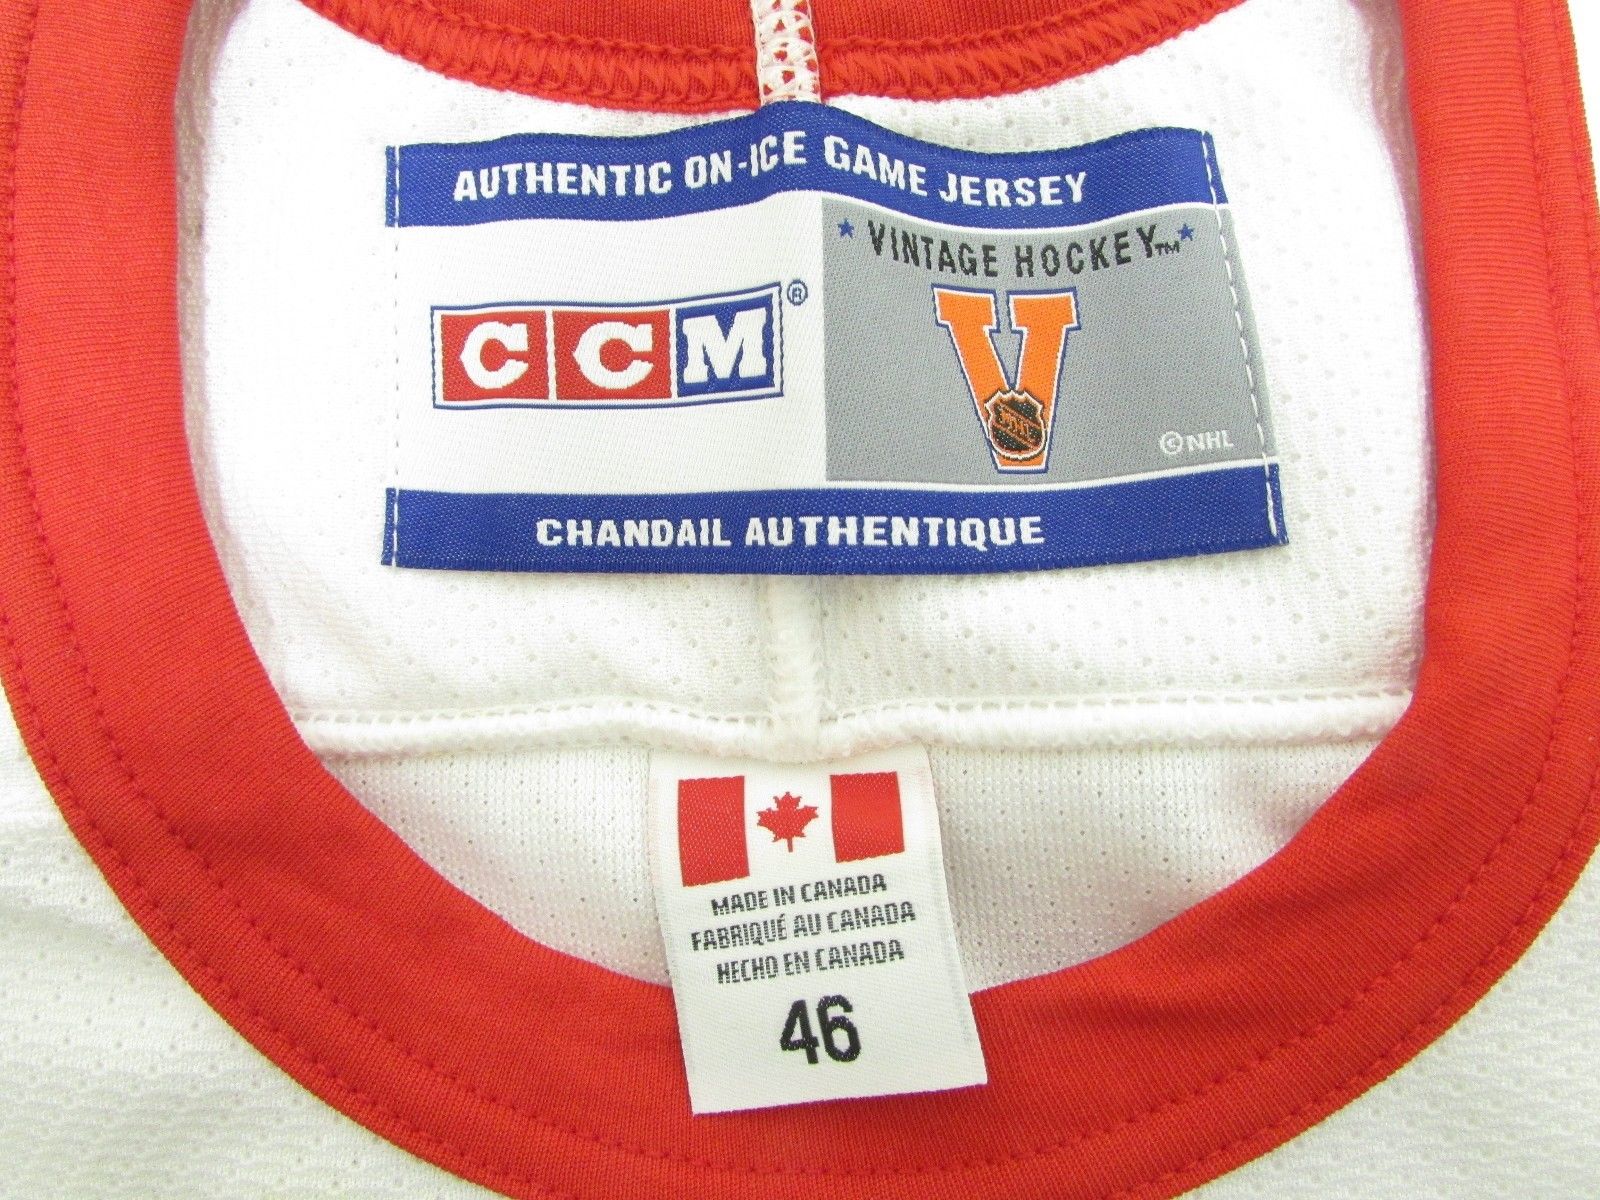 AUTHENTIC ON-ICE GAME JERSEY
CCM®
★ VINTAGE HOCKEY™ ★
V
NHL
© NHL
CHANDAIL AUTHENTIQUE
MADE IN CANADA
FABRIQUÉ AU CANADA
HECHO EN CANADA
46